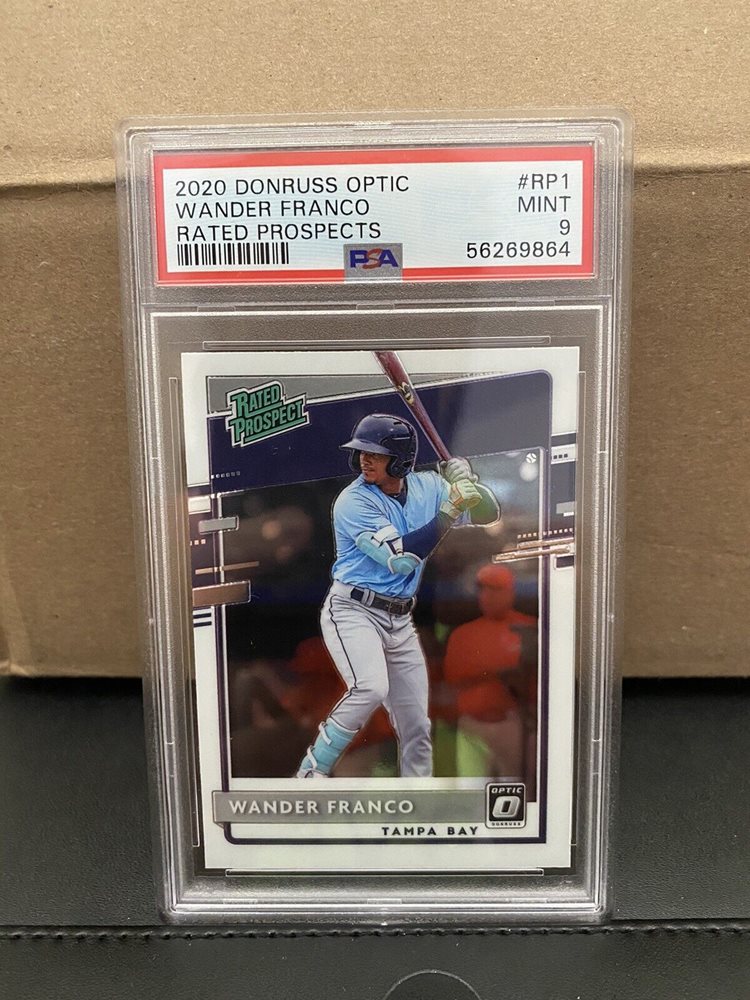 2020 DONRUSS OPTIC #RP1
WANDER FRANCO MINT
RATED PROSPECTS 9
PSA 56269864
RATED
PROSPECT
WANDER FRANCO
TAMPA BAY
OPTIC
DONRUSS